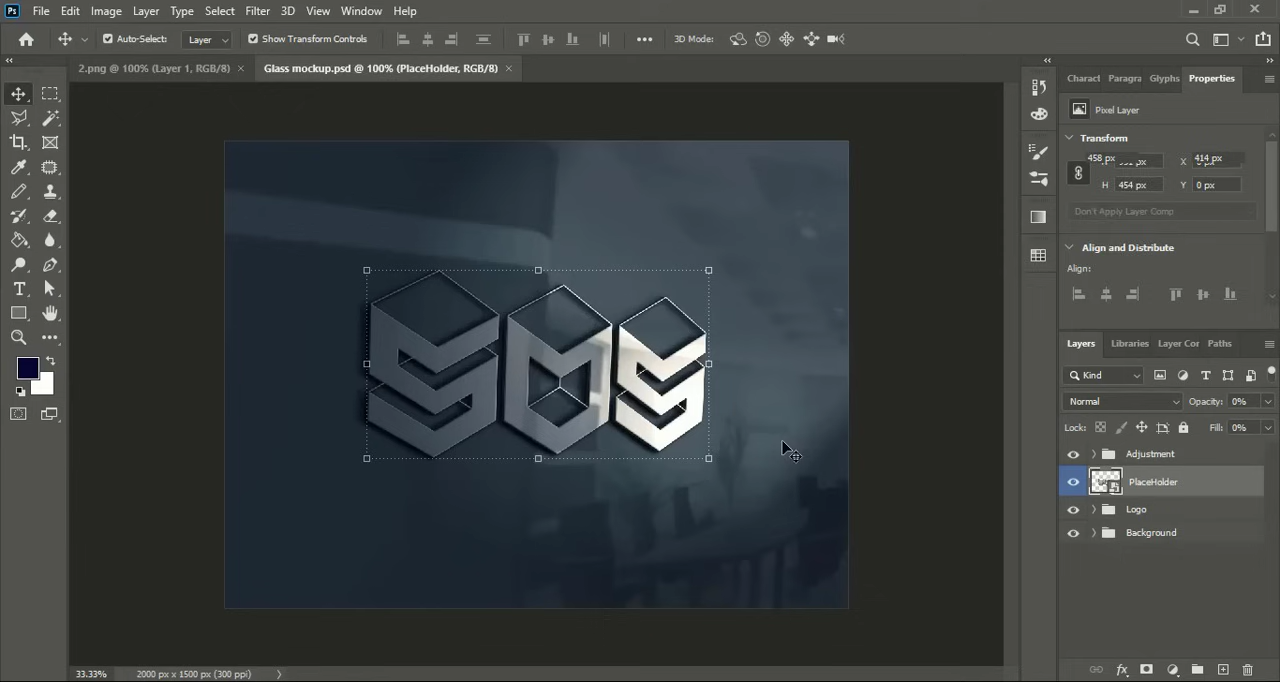 Ps File Edit Image Layer Type Select Filter 3D View Window Help
Auto-Select: Layer Show Transform Controls 3D Mode:
2.png @ 100% (Layer 1, RGB/8) × Glass mockup.psd @ 100% (PlaceHolder, RGB/8) ×
Charact Paragra Glyphs Properties
Pixel Layer
Transform
458 px X 414 px
H 454 px Y 0 px
Don't Apply Layer Comp
Align and Distribute
Align:
SOS
Layers Libraries Layer Cor Paths
Kind
Normal Opacity: 0%
Lock: Fill: 0%
Adjustment
PlaceHolder
Logo
Background
33.33% 2000 px x 1500 px (300 ppi)